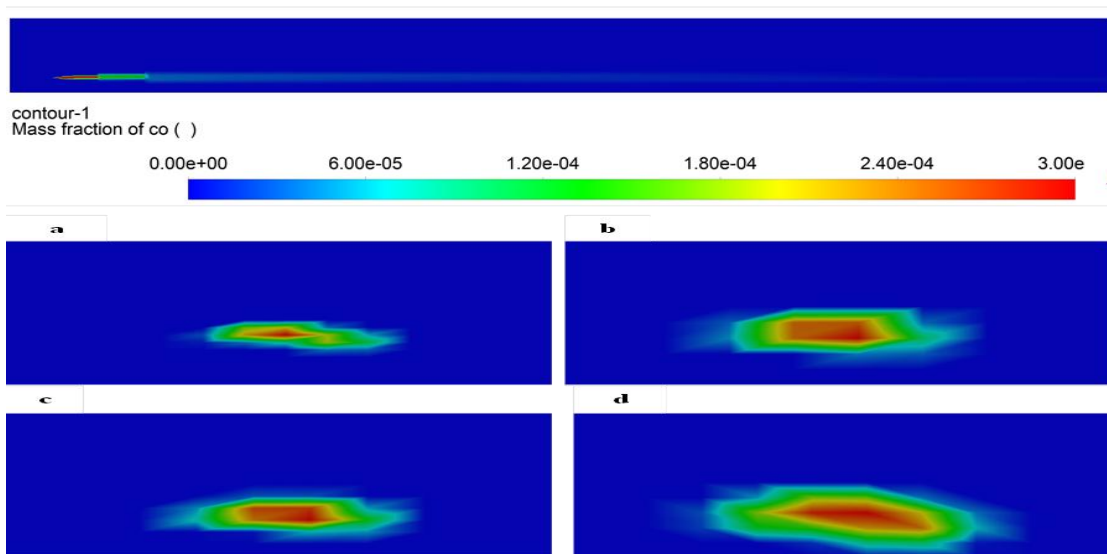 contour-1
Mass fraction of co ( )
0.00e+00 6.00e-05 1.20e-04 1.80e-04 2.40e-04 3.00e
a b
c d